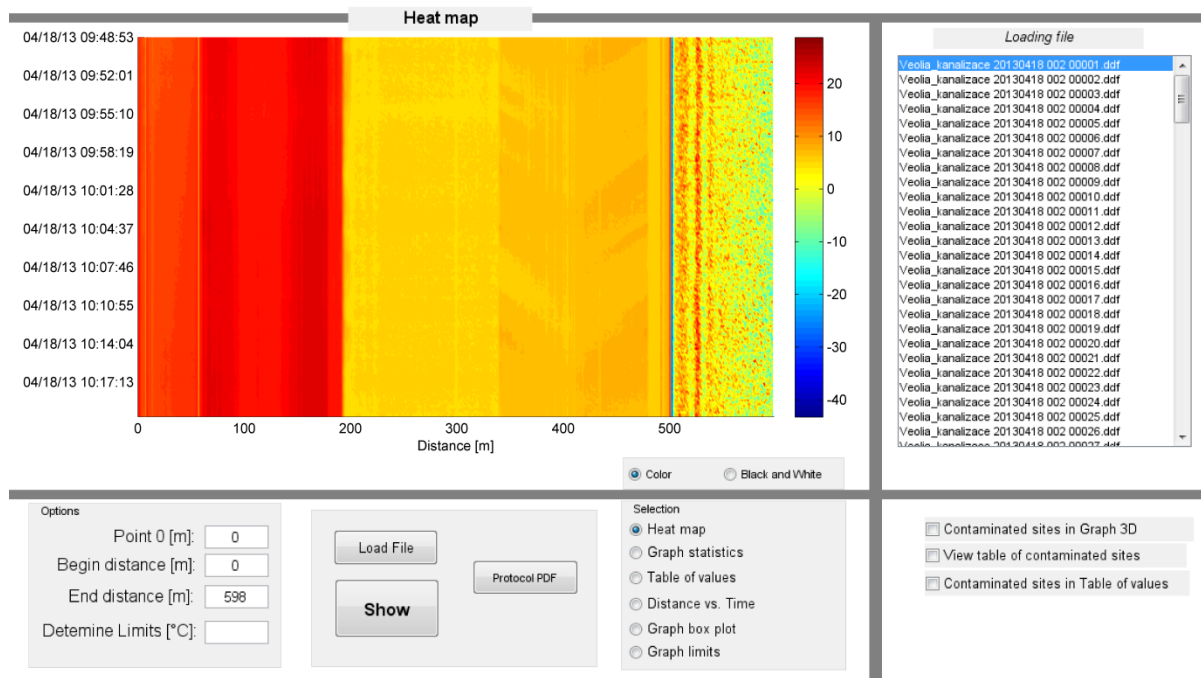 Heat map
04/18/13 09:48:53
04/18/13 09:52:01
04/18/13 09:55:10
04/18/13 09:58:19
04/18/13 10:01:28
04/18/13 10:04:37
04/18/13 10:07:46
04/18/13 10:10:55
04/18/13 10:14:04
04/18/13 10:17:13
0 100 200 300 400 500
Distance [m]
20
10
0
-10
-20
-30
-40
Color Black and White
Loading file
Veolia_kanalizace 20130418 002 00001.ddf
Veolia_kanalizace 20130418 002 00002.ddf
Veolia_kanalizace 20130418 002 00003.ddf
Veolia_kanalizace 20130418 002 00004.ddf
Veolia_kanalizace 20130418 002 00005.ddf
Veolia_kanalizace 20130418 002 00006.ddf
Veolia_kanalizace 20130418 002 00007.ddf
Veolia_kanalizace 20130418 002 00008.ddf
Veolia_kanalizace 20130418 002 00009.ddf
Veolia_kanalizace 20130418 002 00010.ddf
Veolia_kanalizace 20130418 002 00011.ddf
Veolia_kanalizace 20130418 002 00012.ddf
Veolia_kanalizace 20130418 002 00013.ddf
Veolia_kanalizace 20130418 002 00014.ddf
Veolia_kanalizace 20130418 002 00015.ddf
Veolia_kanalizace 20130418 002 00016.ddf
Veolia_kanalizace 20130418 002 00017.ddf
Veolia_kanalizace 20130418 002 00018.ddf
Veolia_kanalizace 20130418 002 00019.ddf
Veolia_kanalizace 20130418 002 00020.ddf
Veolia_kanalizace 20130418 002 00021.ddf
Veolia_kanalizace 20130418 002 00022.ddf
Veolia_kanalizace 20130418 002 00023.ddf
Veolia_kanalizace 20130418 002 00024.ddf
Veolia_kanalizace 20130418 002 00025.ddf
Veolia_kanalizace 20130418 002 00026.ddf
Veolia_kanalizace 20130418 002 00027.ddf
Options
Point 0 [m]: 0
Begin distance [m]: 0
End distance [m]: 598
Detemine Limits [°C]:
Load File
Show
Protocol PDF
Selection
Heat map
Graph statistics
Table of values
Distance vs. Time
Graph box plot
Graph limits
Contaminated sites in Graph 3D
View table of contaminated sites
Contaminated sites in Table of values